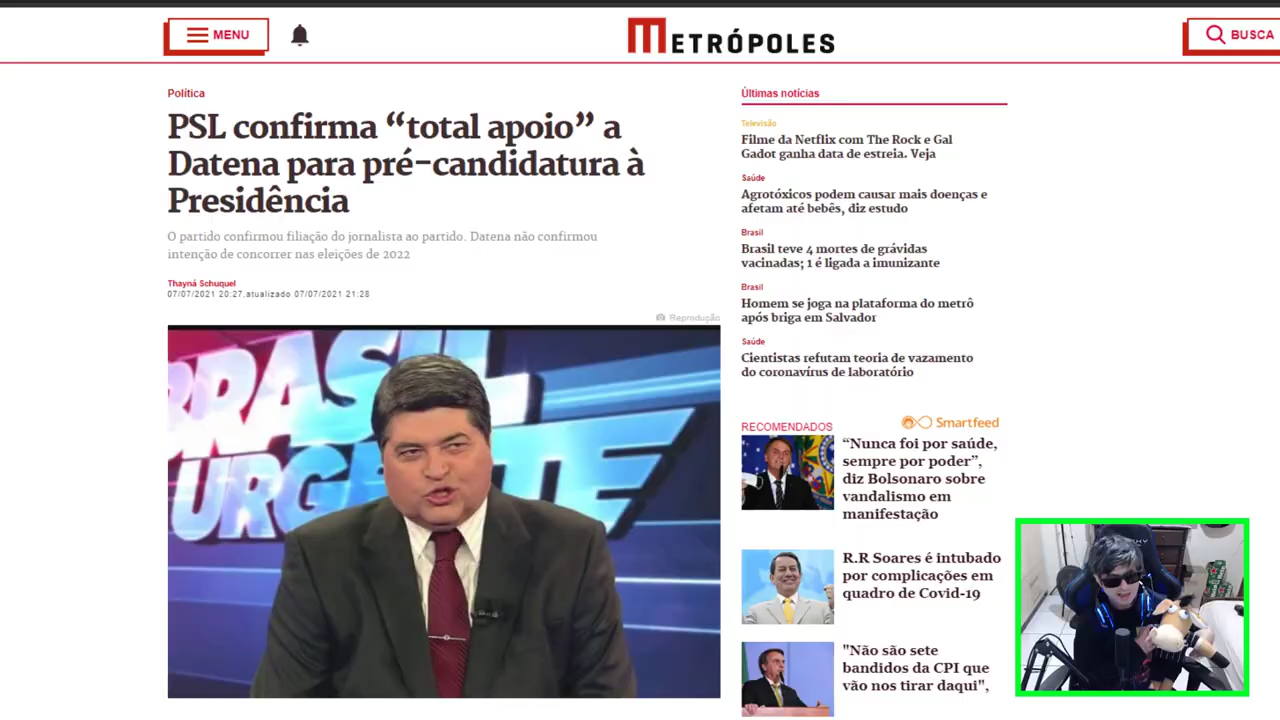 MENU
METRÓPOLES
BUSCA
Política
PSL confirma “total apoio” a
Datena para pré-candidatura à
Presidência
O partido confirmou filiação do jornalista ao partido. Datena não confirmou
intenção de concorrer nas eleições de 2022
Thayná Schuquel
07/07/2021 20:27,atualizado 07/07/2021 21:28
Reprodução
BRASIL
URGENTE
Últimas notícias
Televisão
Filme da Netflix com The Rock e Gal
Gadot ganha data de estreia. Veja
Saúde
Agrotóxicos podem causar mais doenças e
afetam até bebês, diz estudo
Brasil
Brasil teve 4 mortes de grávidas
vacinadas; 1 é ligada a imunizante
Brasil
Homem se joga na plataforma do metrô
após briga em Salvador
Saúde
Cientistas refutam teoria de vazamento
do coronavírus de laboratório
RECOMENDADOS
Smartfeed
“Nunca foi por saúde,
sempre por poder”,
diz Bolsonaro sobre
vandalismo em
manifestação
R.R Soares é intubado
por complicações em
quadro de Covid-19
"Não são sete
bandidos da CPI que
vão nos tirar daqui",